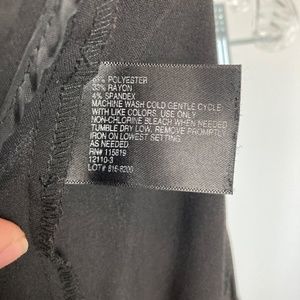 % POLYESTER
33% RAYON
4% SPANDEX
MACHINE WASH COLD GENTLE CYCLE
WITH LIKE COLORS. USE ONLY
NON-CHLORINE BLEACH WHEN NEEDED
TUMBLE DRY LOW. REMOVE PROMPTLY
IRON ON LOWEST SETTING
AS NEEDED
RN# 115819
12110-3
LOT# 816-8200